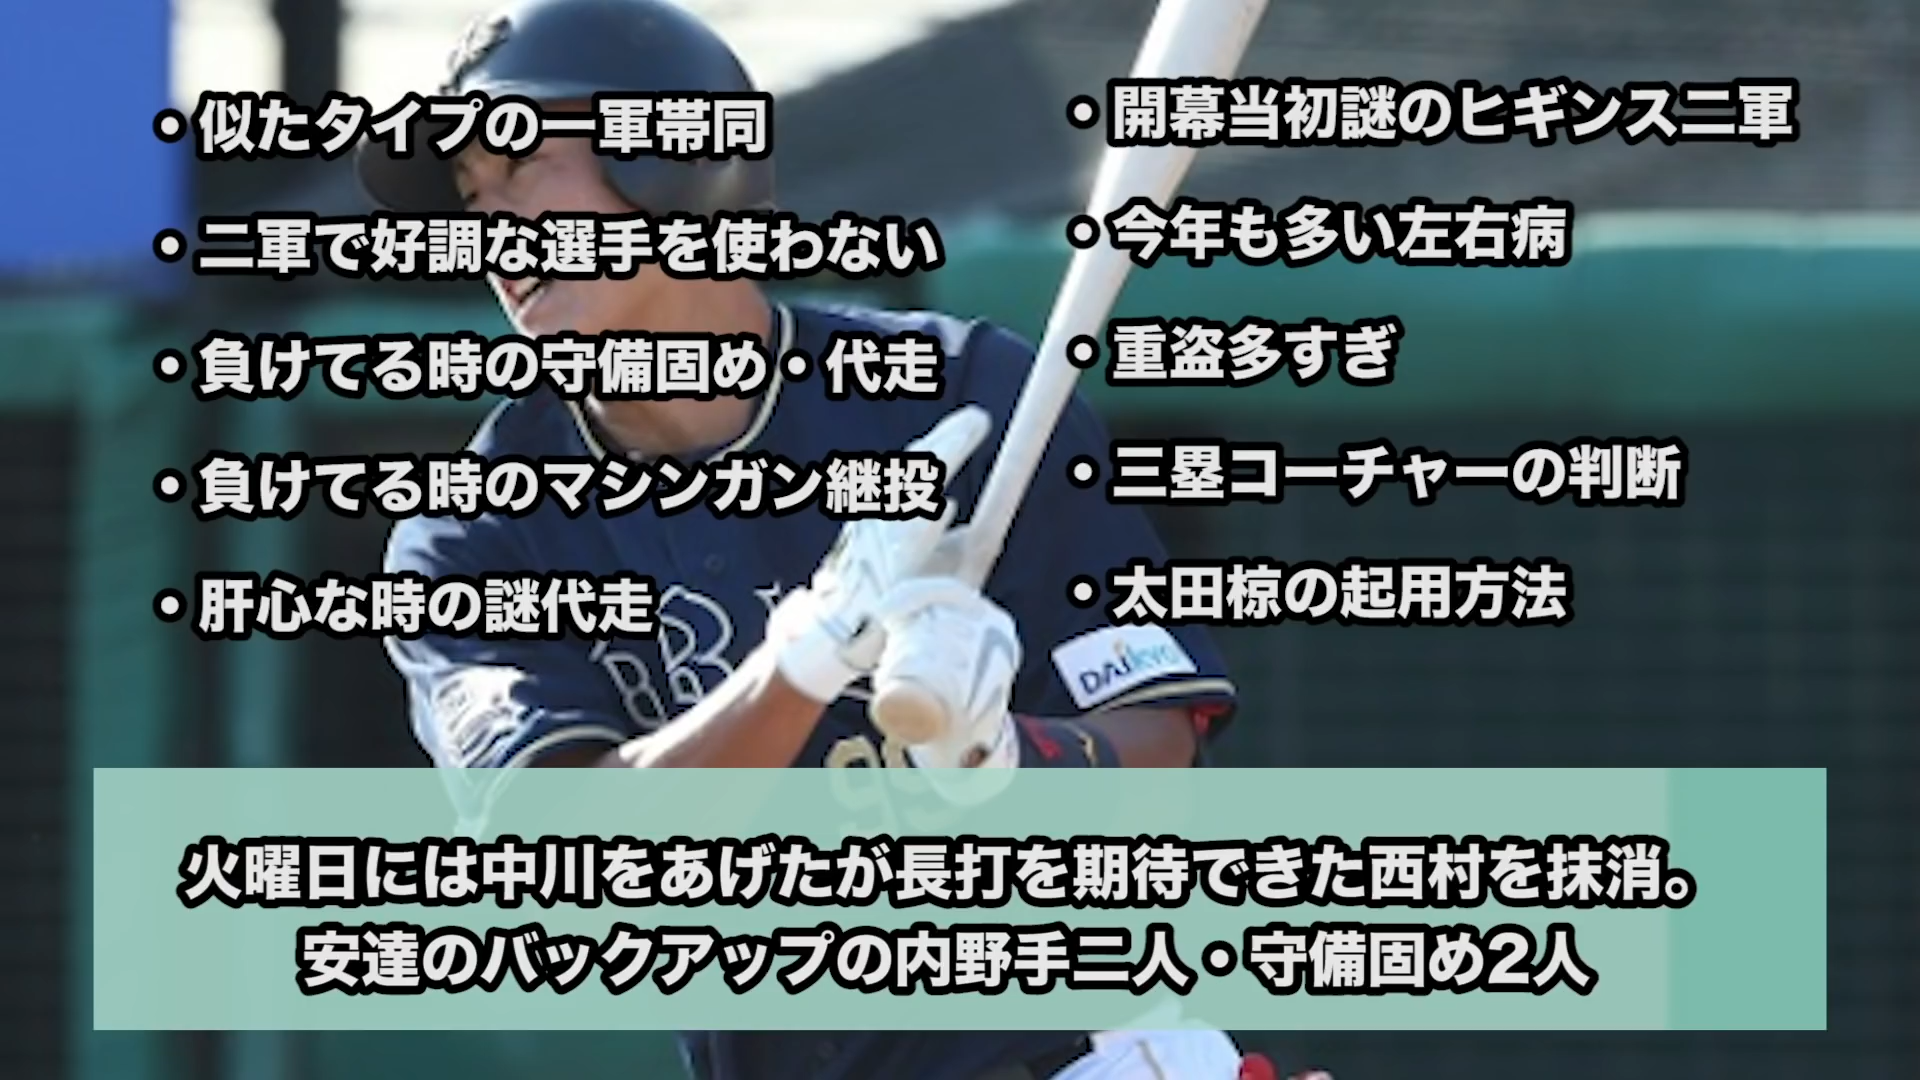 ・似たタイプの一軍帯同
・二軍で好調な選手を使わない
・負けてる時の守備固め・代走
・負けてる時のマシンガン継投
・肝心な時の謎代走
・開幕当初謎のヒギンス二軍
・今年も多い左右病
・重盗多すぎ
・三塁コーチャーの判断
・太田椋の起用方法
DAIKYO
火曜日には中川をあげたが長打を期待できた西村を抹消。
安達のバックアップの内野手二人・守備固め2人